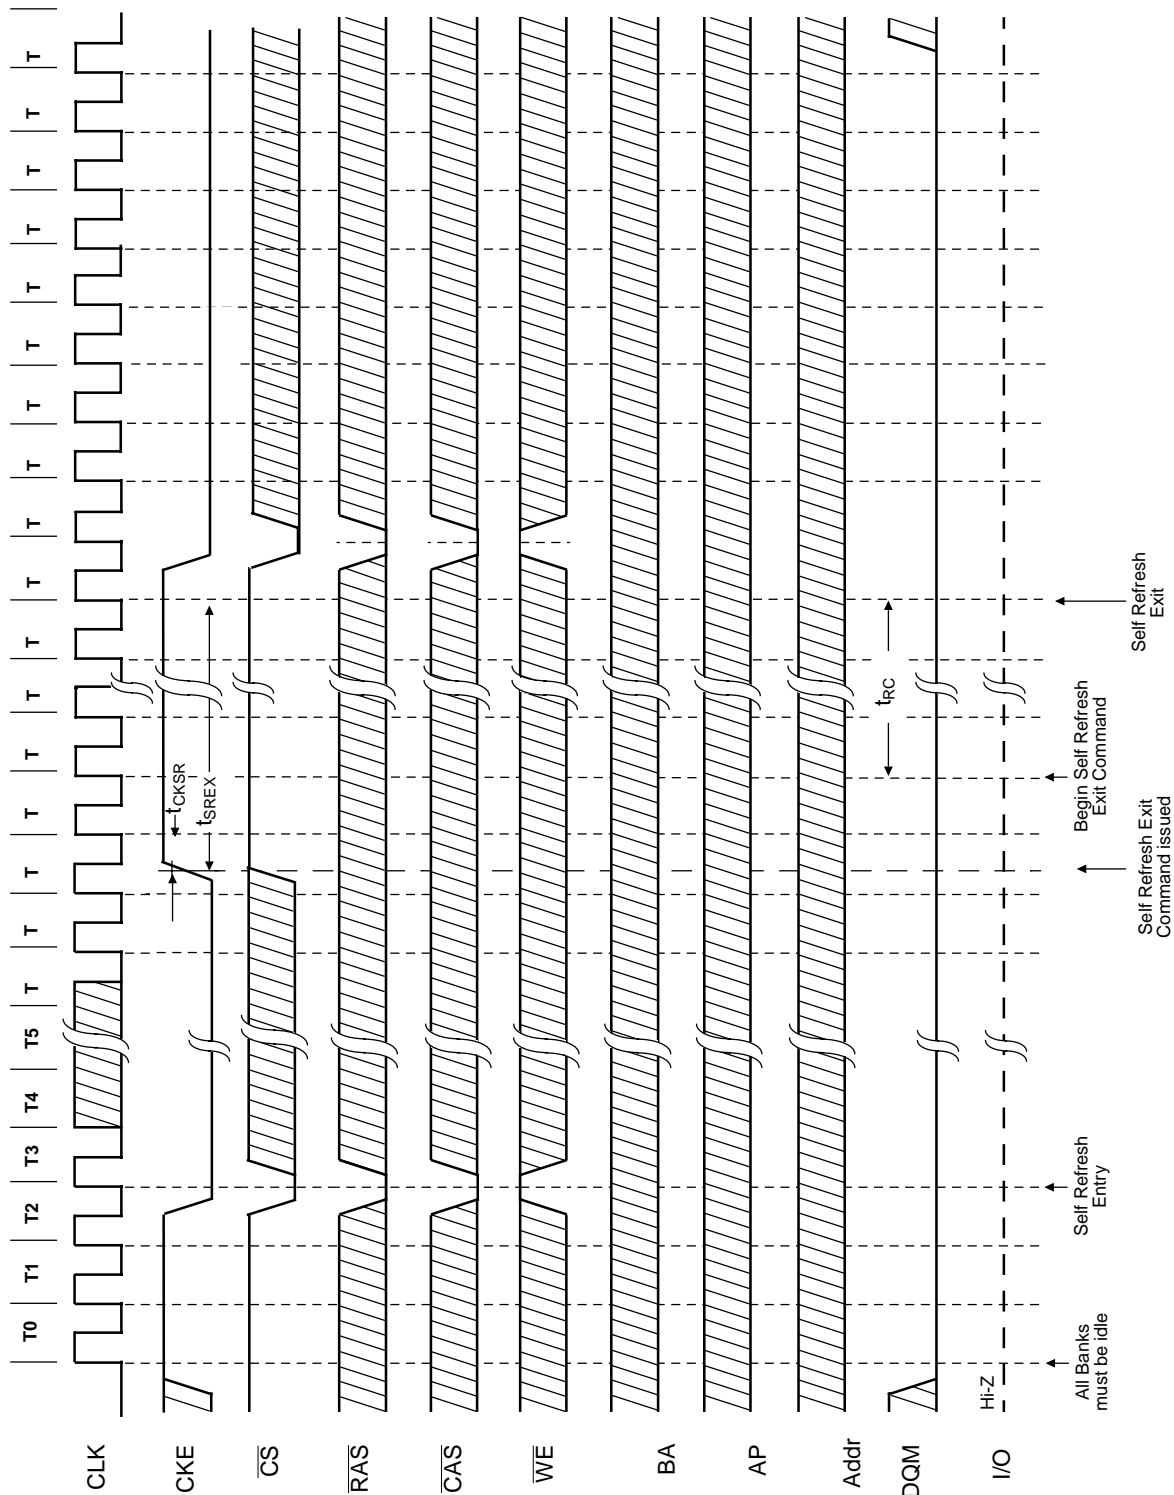 T0 T1 T2 T3 T4 T5 T T T T T T T T T T T T T T T T T
CLK
CKE
tCKSR
tSREX
CS
RAS
CAS
WE
BA
AP
Addr
DQM
tRC
Hi-Z
I/O
All Banks
must be idle
Self Refresh
Entry
Self Refresh Exit
Command issued
Begin Self Refresh
Exit Command
Self Refresh
Exit